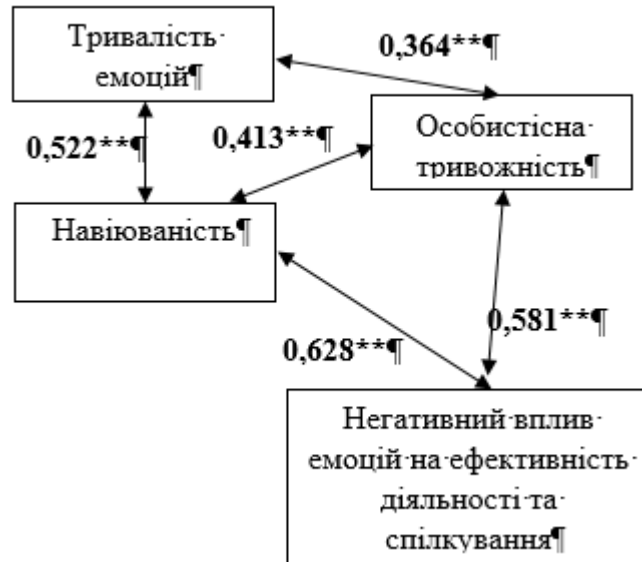 Тривалість·
емоцій¶
0,364**¶
0,522**¶
0,413**¶
Особистісна·
тривожність¶
Навіюваність¶
0,628**¶
0,581**¶
Негативний·вплив·
емоцій·на·ефективність·
діяльності·та·
спілкування¶